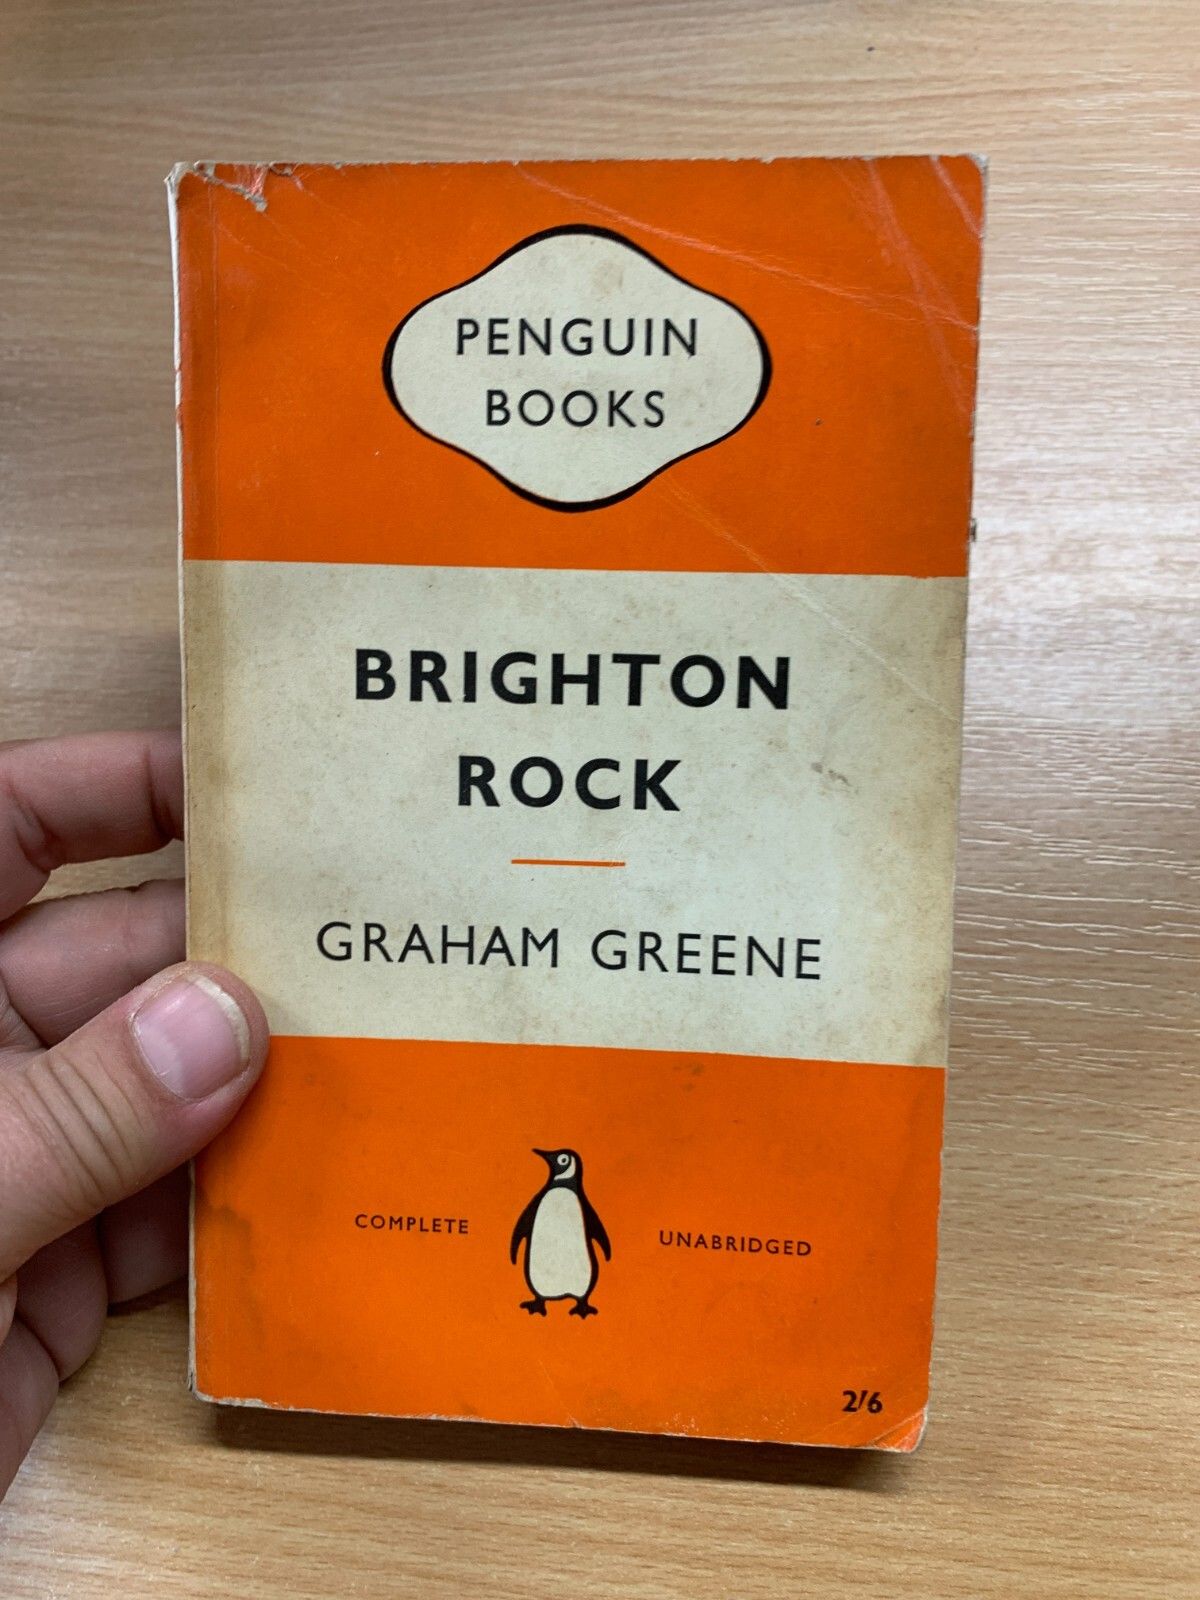 PENGUIN
BOOKS
BRIGHTON
ROCK
GRAHAM GREENE
COMPLETE
UNABRIDGED
2/6